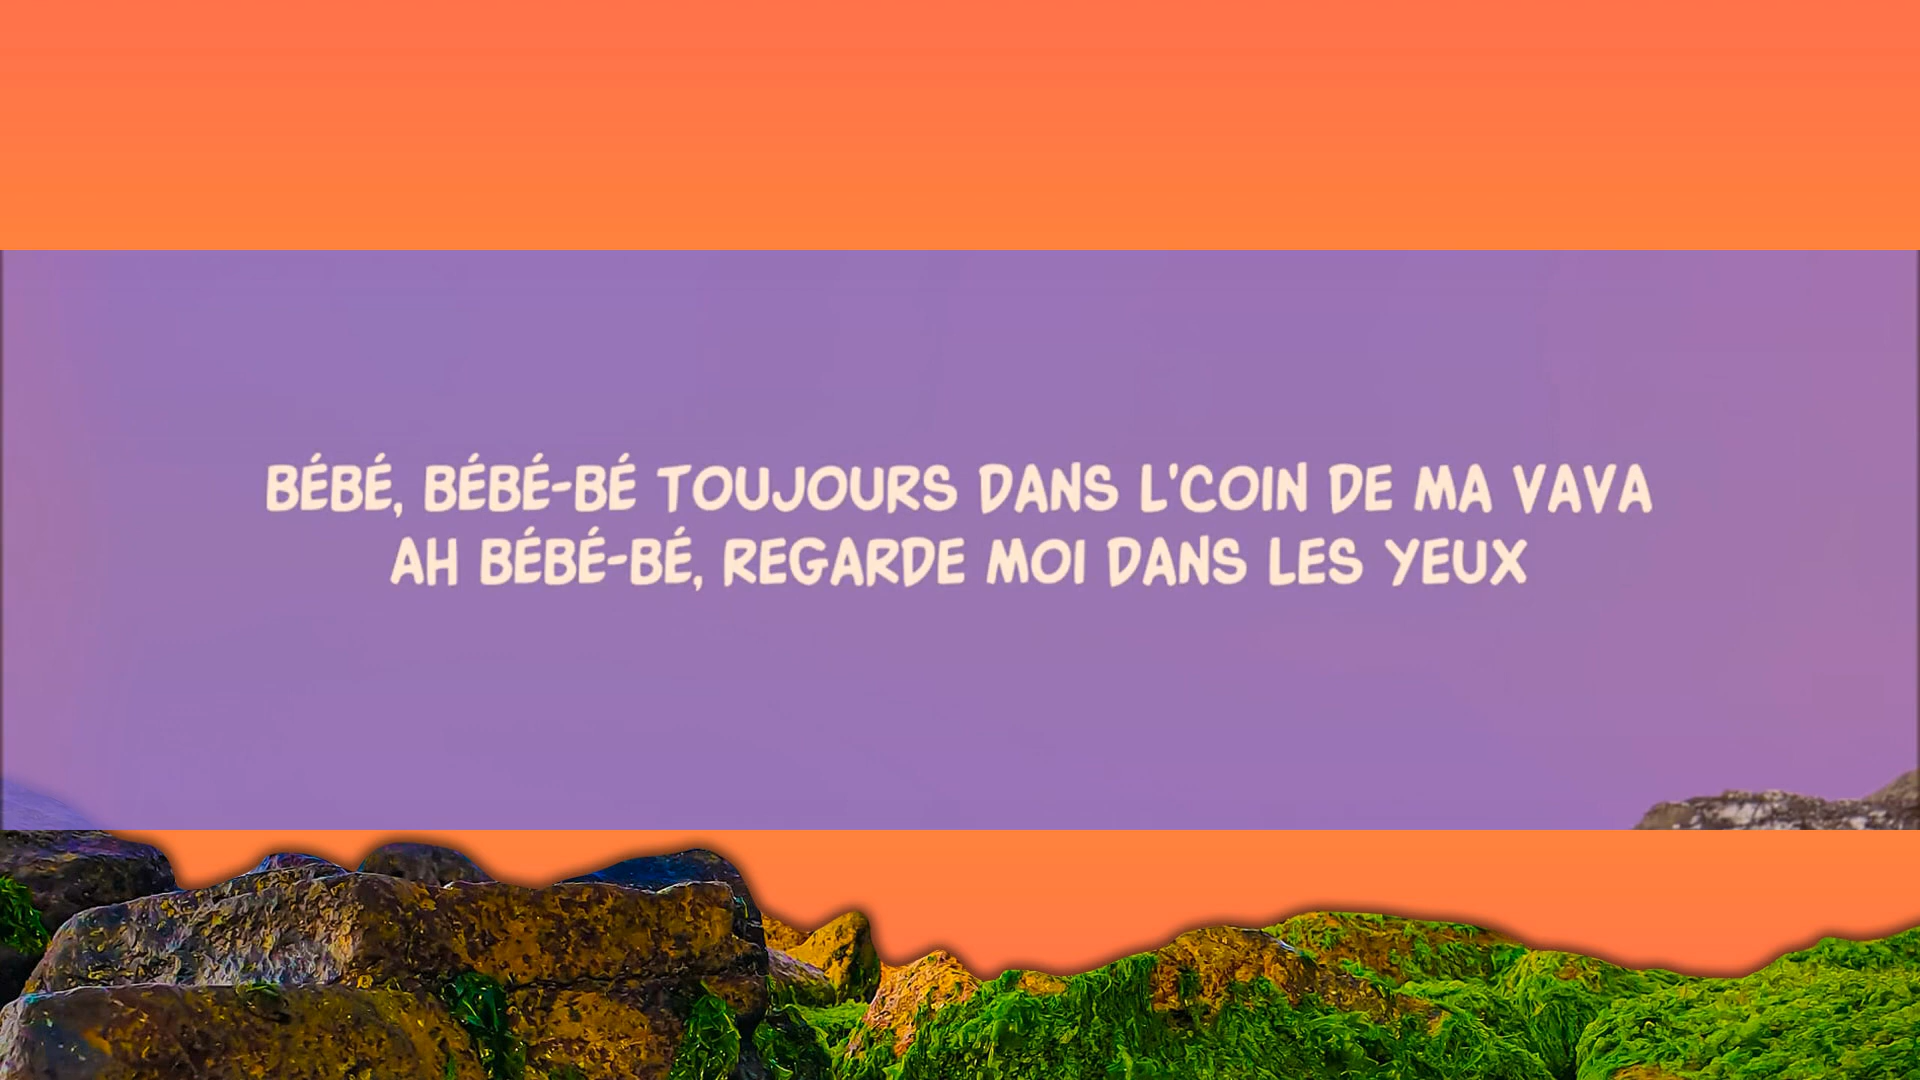 BÉBÉ, BÉBÉ-BÉ TOUJOURS DANS L'COIN DE MA VAVA
AH BÉBÉ-BÉ, REGARDE MOI DANS LES YEUX